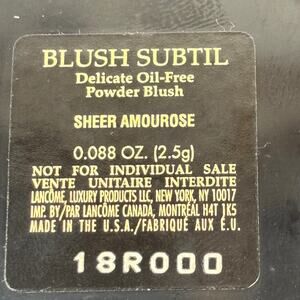 BLUSH SUBTIL
Delicate Oil-Free
Powder Blush
SHEER AMOUROSE
0.088 OZ. (2.5g)
NOT FOR INDIVIDUAL SALE
VENTE UNITAIRE INTERDITE
LANCÔME, LUXURY PRODUCTS LLC, NEW YORK, NY 10017
IMP. BY/PAR LANCÔME CANADA, MONTRÉAL H4T 1K5
MADE IN THE U.S.A./FABRIQUÉ AUX É.U.
18R000